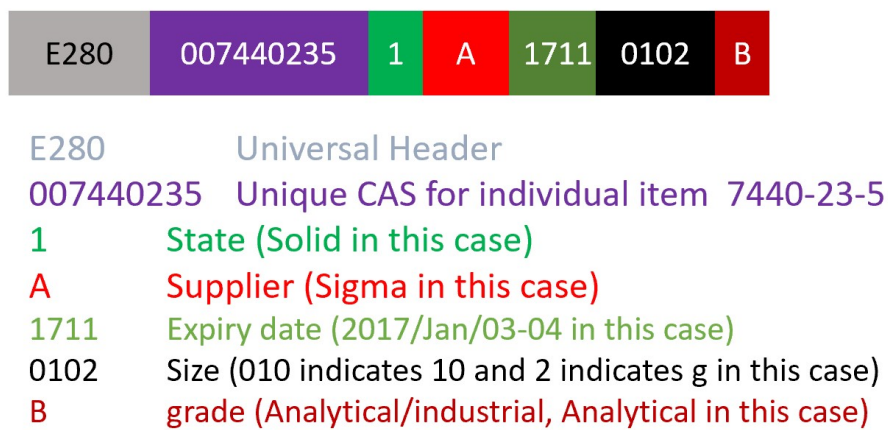 E280 007440235 1 A 1711 0102 B
E280 Universal Header
007440235 Unique CAS for individual item 7440-23-5
1 State (Solid in this case)
A Supplier (Sigma in this case)
1711 Expiry date (2017/Jan/03-04 in this case)
0102 Size (010 indicates 10 and 2 indicates g in this case)
B grade (Analytical/industrial, Analytical in this case)